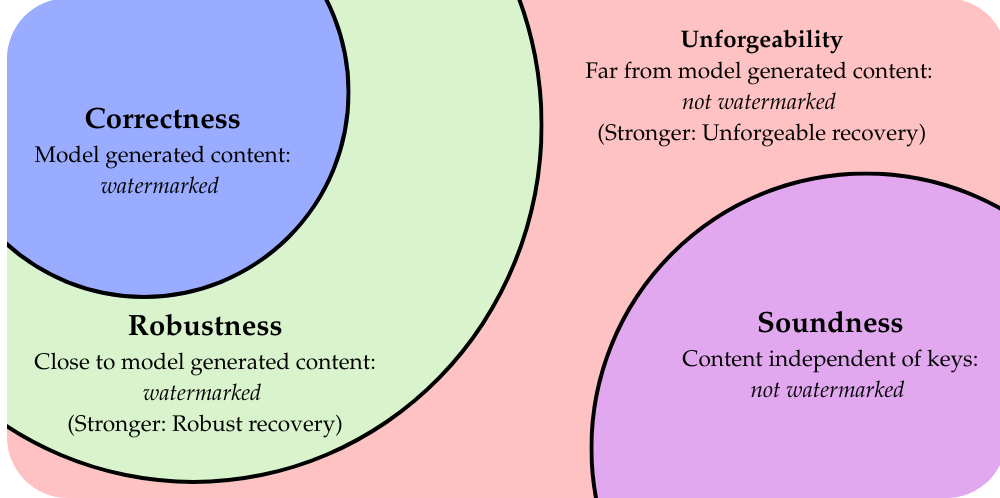 Correctness
Model generated content:
watermarked
Robustness
Close to model generated content:
watermarked
(Stronger: Robust recovery)
Unforgeability
Far from model generated content:
not watermarked
(Stronger: Unforgeable recovery)
Soundness
Content independent of keys:
not watermarked